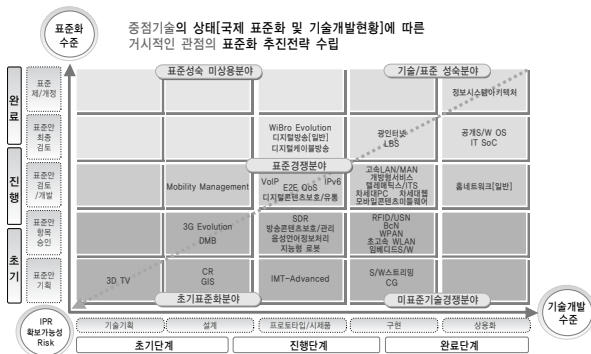 표준화
수준
중점기술의 상태[국제 표준화 및 기술개발현황]에 따른
거시적인 관점의 표준화 추진전략 수립
표준성숙 미상용분야
기술/표준 성숙분야
완료
표준
제/개정
정보시스템아키텍처
표준안
최종
검토
WiBro Evolution
디지털방송[일반]
디지털케이블방송
광인터넷
LBS
공개S/W OS
IT SoC
표준경쟁분야
진행
표준안
검토
/개발
Mobility Management
VoIP IPv6
E2E QoS
디지털콘텐츠보호/유통
고속LAN/MAN
개방형서비스
텔레매틱스/ITS
차세대PC 차세대웹
모바일콘텐츠미들웨어
홈네트워크[일반]
표준안
항목
승인
3G Evolution
DMB
SDR
방송콘텐츠보호/관리
음성언어정보처리
지능형 로봇
RFID/USN
BcN
WPAN
초고속 WLAN
임베디드S/W
초기
표준안
기획
3D TV
CR
GIS
IMT-Advanced
S/W스트리밍
CG
초기표준화분야
미표준기술경쟁분야
IPR
확보가능성
Risk
기술기획
설계
프로토타입/시제품
구현
상용화
기술개발
수준
초기단계
진행단계
완료단계